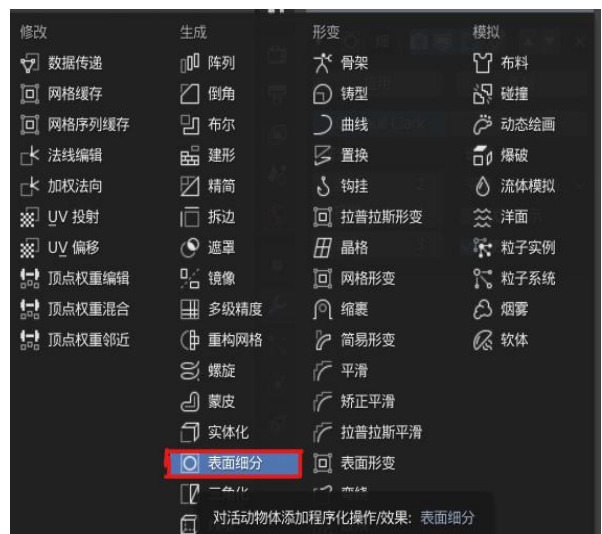 修改
数据传递
网格缓存
网格序列缓存
法线编辑
加权法向
UV 投射
UV 偏移
顶点权重编辑
顶点权重混合
顶点权重邻近
生成
阵列
倒角
布尔
建形
精简
拆边
遮罩
镜像
多级精度
重构网格
螺旋
蒙皮
实体化
表面细分
形变
骨架
铸型
曲线
置换
钩挂
拉普拉斯形变
晶格
网格形变
缩裹
简易形变
平滑
矫正平滑
拉普拉斯平滑
表面形变
模拟
布料
碰撞
动态绘画
爆破
流体模拟
洋面
粒子实例
粒子系统
烟雾
软体
对活动物体添加程序化操作/效果: 表面细分